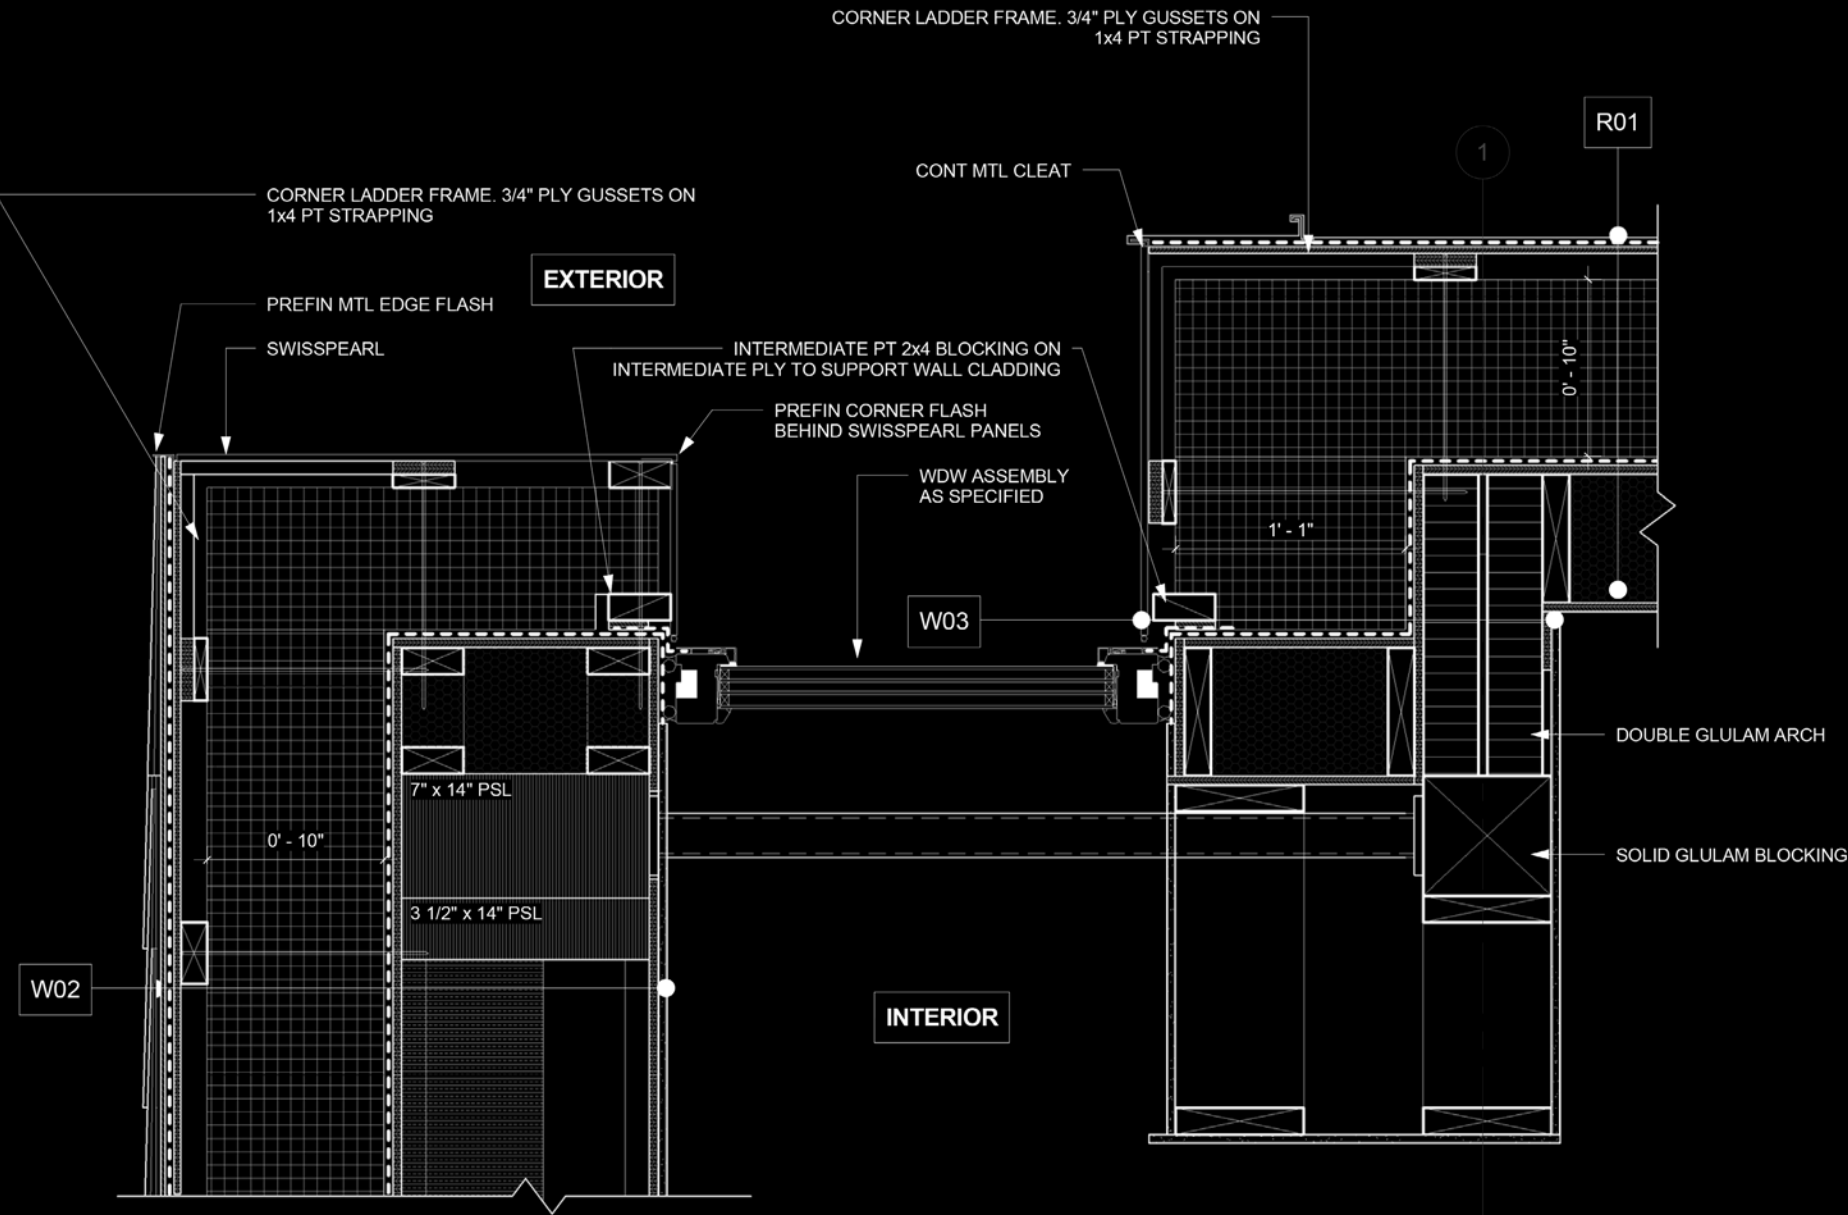 CORNER LADDER FRAME. 3/4" PLY GUSSETS ON
1x4 PT STRAPPING
R01
1
CONT MTL CLEAT
CORNER LADDER FRAME. 3/4" PLY GUSSETS ON
1x4 PT STRAPPING
EXTERIOR
PREFIN MTL EDGE FLASH
SWISSPEARL
INTERMEDIATE PT 2x4 BLOCKING ON
INTERMEDIATE PLY TO SUPPORT WALL CLADDING
0' - 10"
PREFIN CORNER FLASH
BEHIND SWISSPEARL PANELS
WDW ASSEMBLY
AS SPECIFIED
1' - 1"
W03
DOUBLE GLULAM ARCH
7" x 14" PSL
0' - 10"
SOLID GLULAM BLOCKING
3 1/2" x 14" PSL
W02
INTERIOR